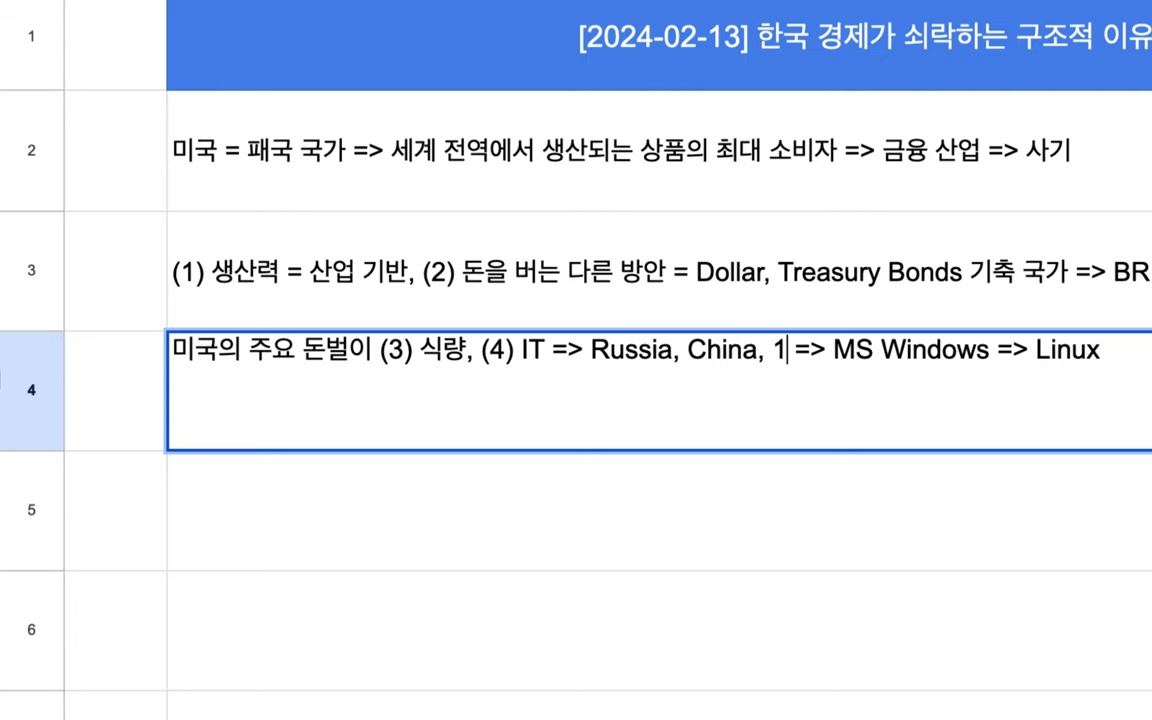 1
[2024-02-13] 한국 경제가 쇠락하는 구조적 이유
2
미국 = 패국 국가 => 세계 전역에서 생산되는 상품의 최대 소비자 => 금융 산업 => 사기
3
(1) 생산력 = 산업 기반, (2) 돈을 버는 다른 방안 = Dollar, Treasury Bonds 기축 국가 => BR
4
미국의 주요 돈벌이 (3) 식량, (4) IT => Russia, China, 1 => MS Windows => Linux
5
6